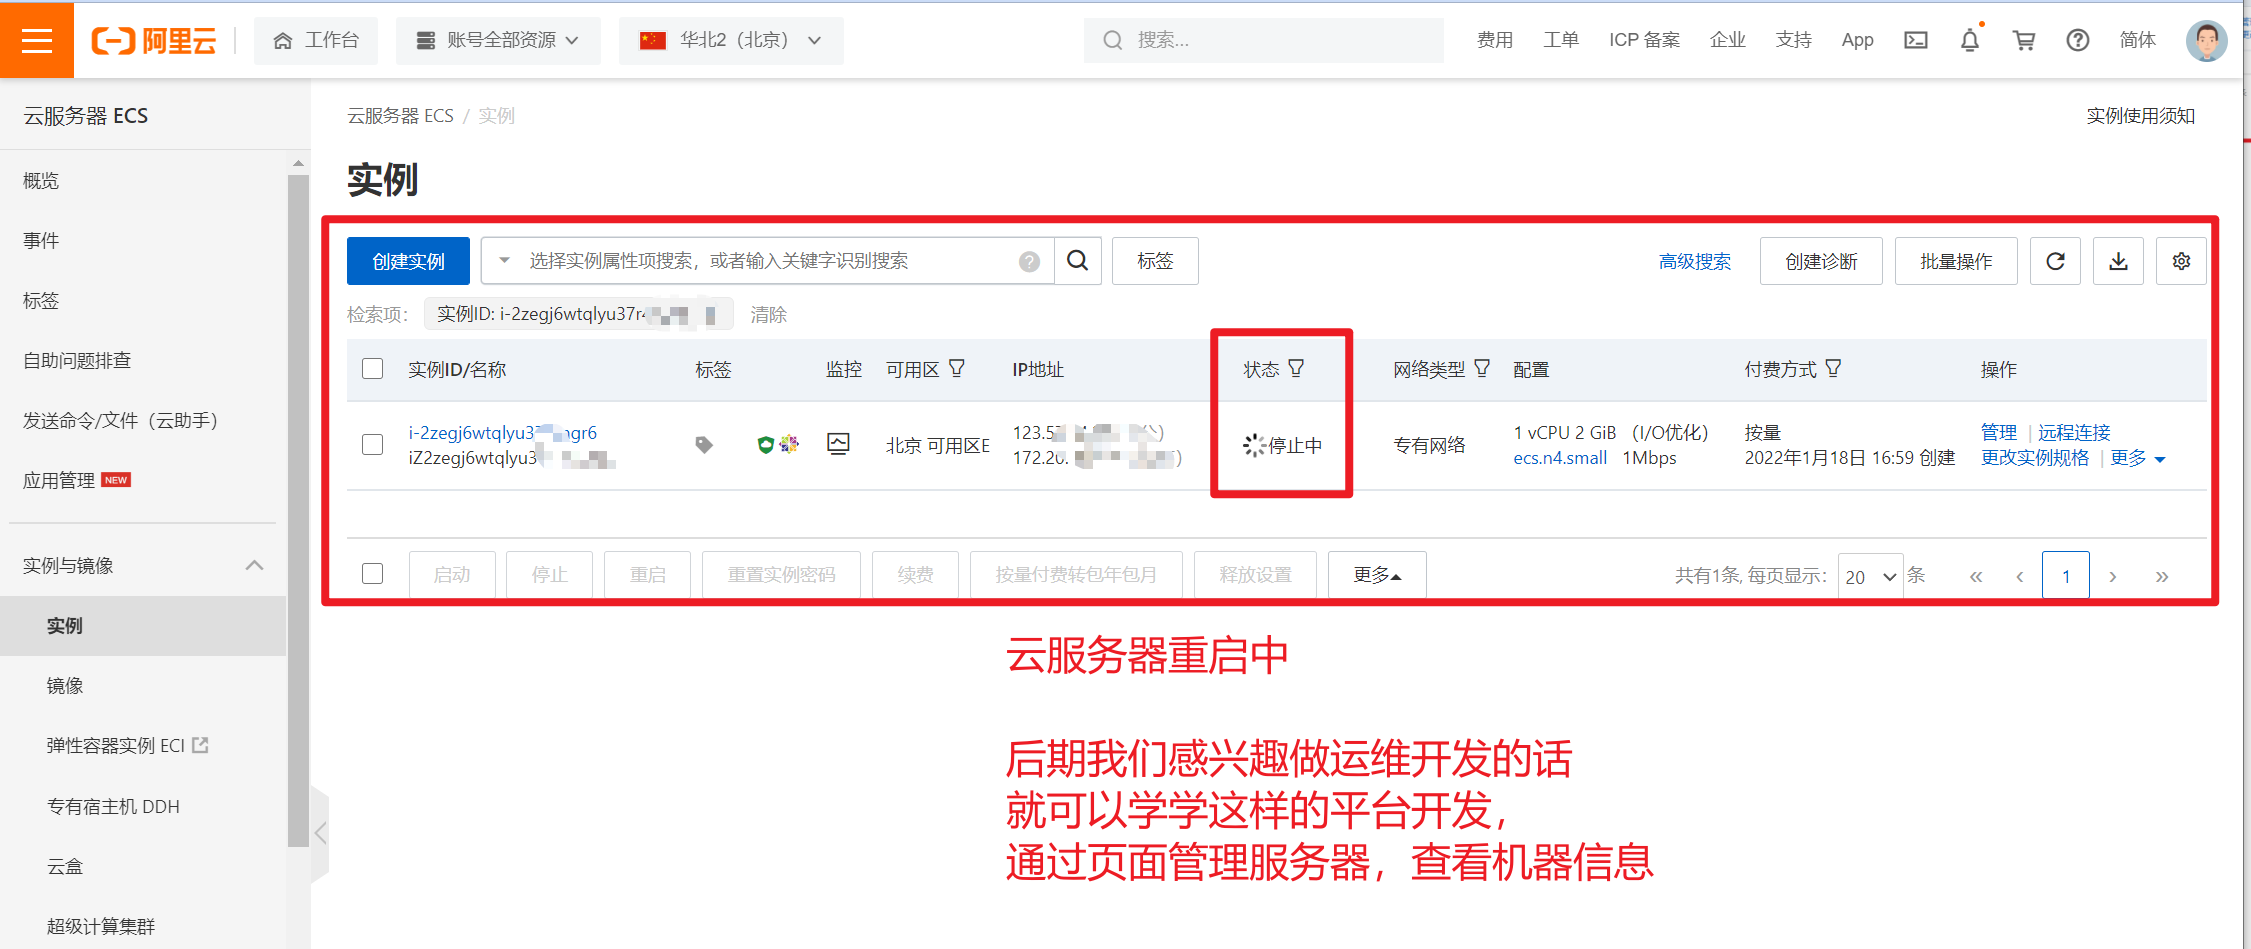 阿里云
工作台
账号全部资源
华北2（北京）
搜索...
费用
工单
ICP 备案
企业
支持
App
简体
云服务器 ECS
概览
事件
标签
自助问题排查
发送命令/文件（云助手）
应用管理 NEW
实例与镜像
实例
镜像
弹性容器实例 ECI
专有宿主机 DDH
云盒
超级计算集群
云服务器 ECS / 实例
实例使用须知
实例
创建实例
选择实例属性项搜索，或者输入关键字识别搜索
标签
高级搜索
创建诊断
批量操作
检索项：
实例ID: i-2zegj6wtqlyu37r
清除
实例ID/名称 标签 监控 可用区 IP地址 状态 网络类型 配置 付费方式 操作
i-2zegj6wtqlyu3 gr6
iZ2zegj6wtqlyu3
北京 可用区E
123.5
172.20.
停止中
专有网络
1 vCPU 2 GiB （I/O优化）
ecs.n4.small 1Mbps
按量
2022年1月18日 16:59 创建
管理 | 远程连接
更改实例规格 | 更多
启动 停止 重启 重置实例密码 续费 按量付费转包年包月 释放设置 更多
共有1条, 每页显示： 20 条 « ‹ 1 › »
云服务器重启中
后期我们感兴趣做运维开发的话
就可以学学这样的平台开发，
通过页面管理服务器，查看机器信息